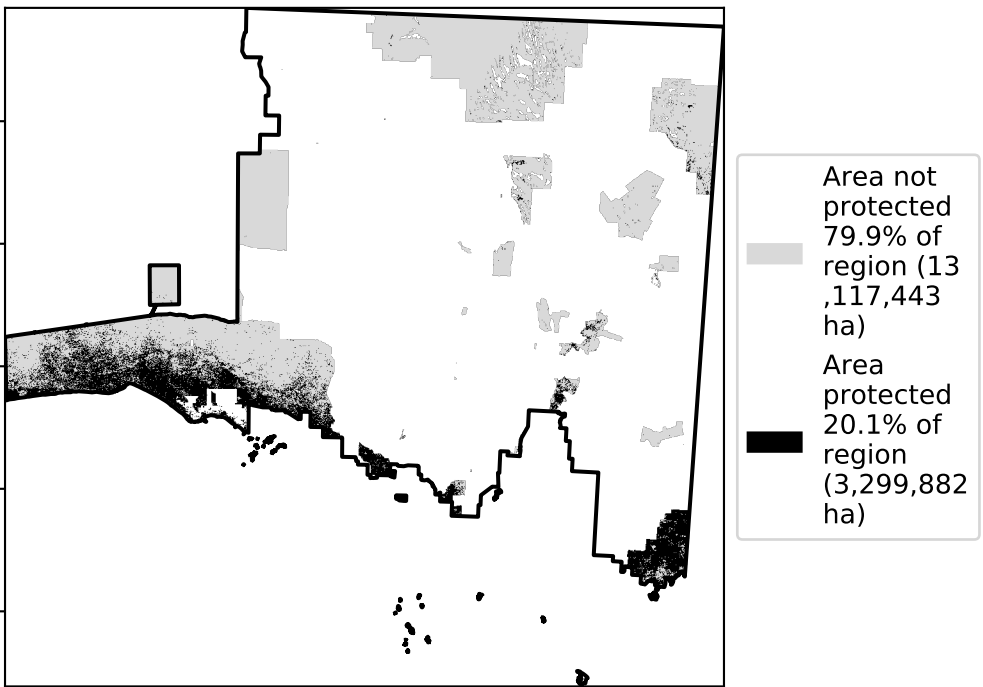 Area not
protected
79.9% of
region (13
,117,443
ha)
Area
protected
20.1% of
region
(3,299,882
ha)